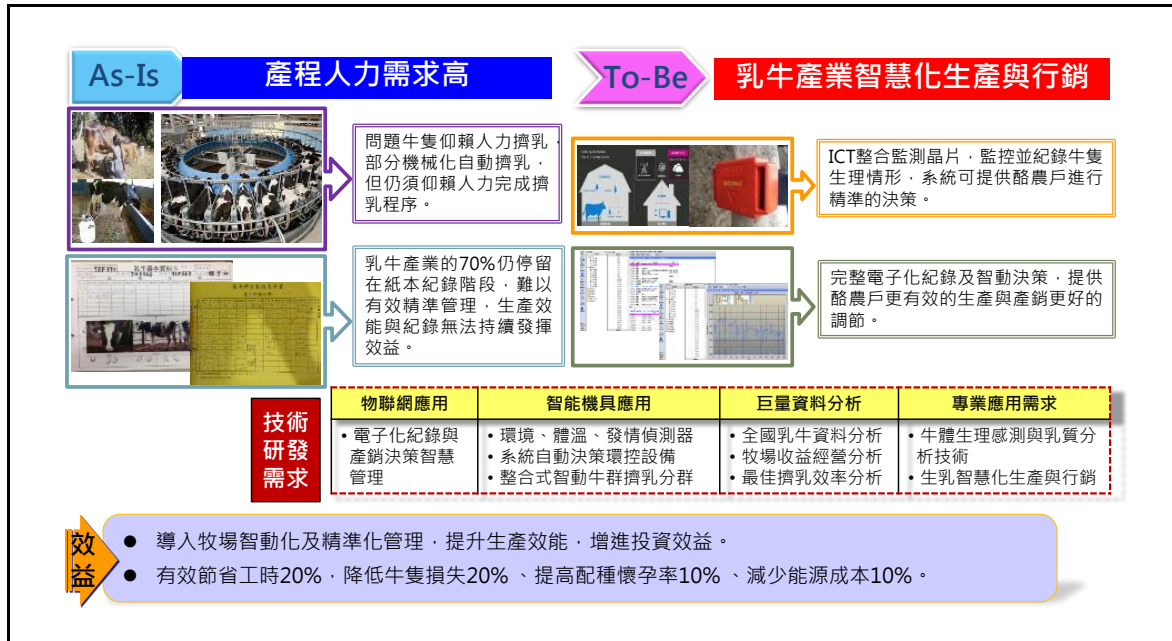 As-Is
產程人力需求高
To-Be
乳牛產業智慧化生產與行銷
問題牛隻仰賴人力擠乳，
部分機械化自動擠乳，
但仍須仰賴人力完成擠
乳程序。
ICT整合監測晶片，監控並紀錄牛隻
生理情形，系統可提供酪農戶進行
精準的決策。
乳牛產業的70%仍停留
在紙本紀錄階段，難以
有效精準管理，生產效
能與紀錄無法持續發揮
效益。
完整電子化紀錄及智動決策，提供
酪農戶更有效的生產與產銷更好的
調節。
乳牛基本資料
技術
研發
需求
物聯網應用
• 電子化紀錄與
產銷決策智慧
管理
智能機具應用
• 環境、體溫、發情偵測器
• 系統自動決策環控設備
• 整合式智動牛群擠乳分群
巨量資料分析
• 全國乳牛資料分析
• 牧場收益經營分析
• 最佳擠乳效率分析
專業應用需求
• 牛體生理感測與乳質分
析技術
• 生乳智慧化生產與行銷
效
益
● 導入牧場智動化及精準化管理，提升生產效能，增進投資效益。
● 有效節省工時20%，降低牛隻損失20% 、提高配種懷孕率10% 、減少能源成本10%。